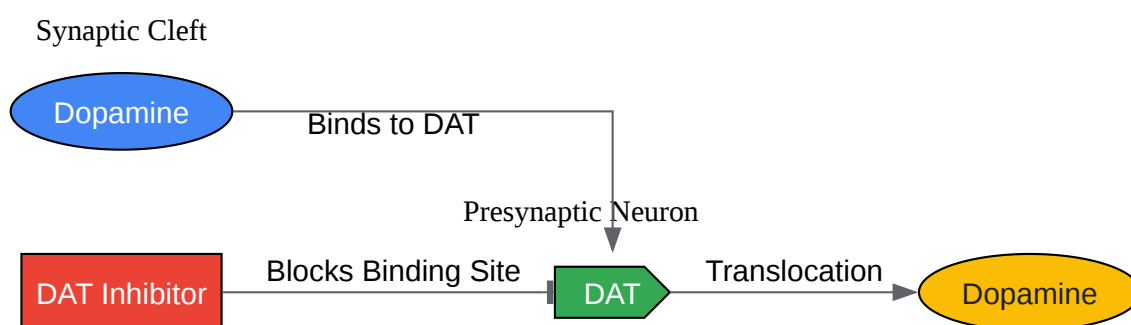 Synaptic Cleft
Dopamine
Binds to DAT
Presynaptic Neuron
DAT Inhibitor
Blocks Binding Site
DAT
Translocation
Dopamine